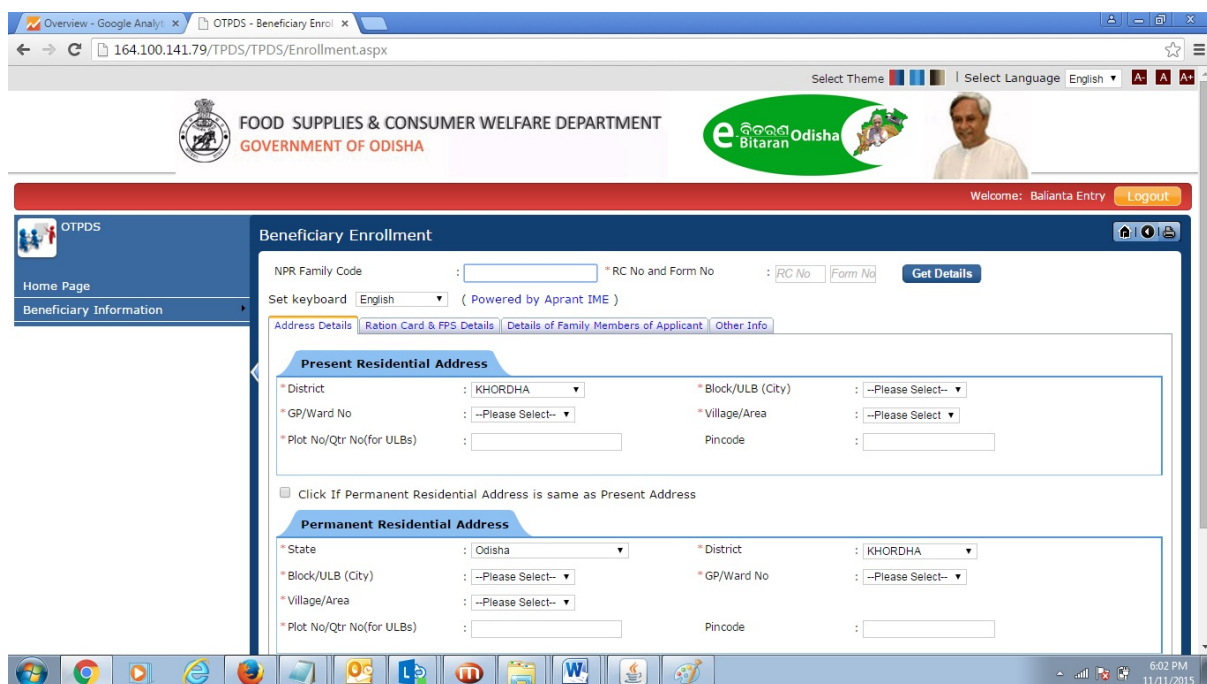 Overview - Google Analyt
OTPDS - Beneficiary Enrol
164.100.141.79/TPDS/TPDS/Enrollment.aspx
Select Theme | Select Language English A- A A+
FOOD SUPPLIES & CONSUMER WELFARE DEPARTMENT
GOVERNMENT OF ODISHA
e-ବିତରଣ Bitaran Odisha
Welcome: Balianta Entry Logout
OTPDS
Home Page
Beneficiary Information
Beneficiary Enrollment
NPR Family Code : *RC No and Form No : RC No Form No Get Details
Set keyboard English ( Powered by Aprant IME )
Address Details Ration Card & FPS Details Details of Family Members of Applicant Other Info
Present Residential Address
*District : KHORDHA *Block/ULB (City) : --Please Select--
*GP/Ward No : --Please Select-- *Village/Area : --Please Select
*Plot No/Qtr No(for ULBs) : Pincode :
Click If Permanent Residential Address is same as Present Address
Permanent Residential Address
*State : Odisha *District : KHORDHA
*Block/ULB (City) : --Please Select-- *GP/Ward No : --Please Select--
*Village/Area : --Please Select--
*Plot No/Qtr No(for ULBs) : Pincode :
6:02 PM
11/11/2015